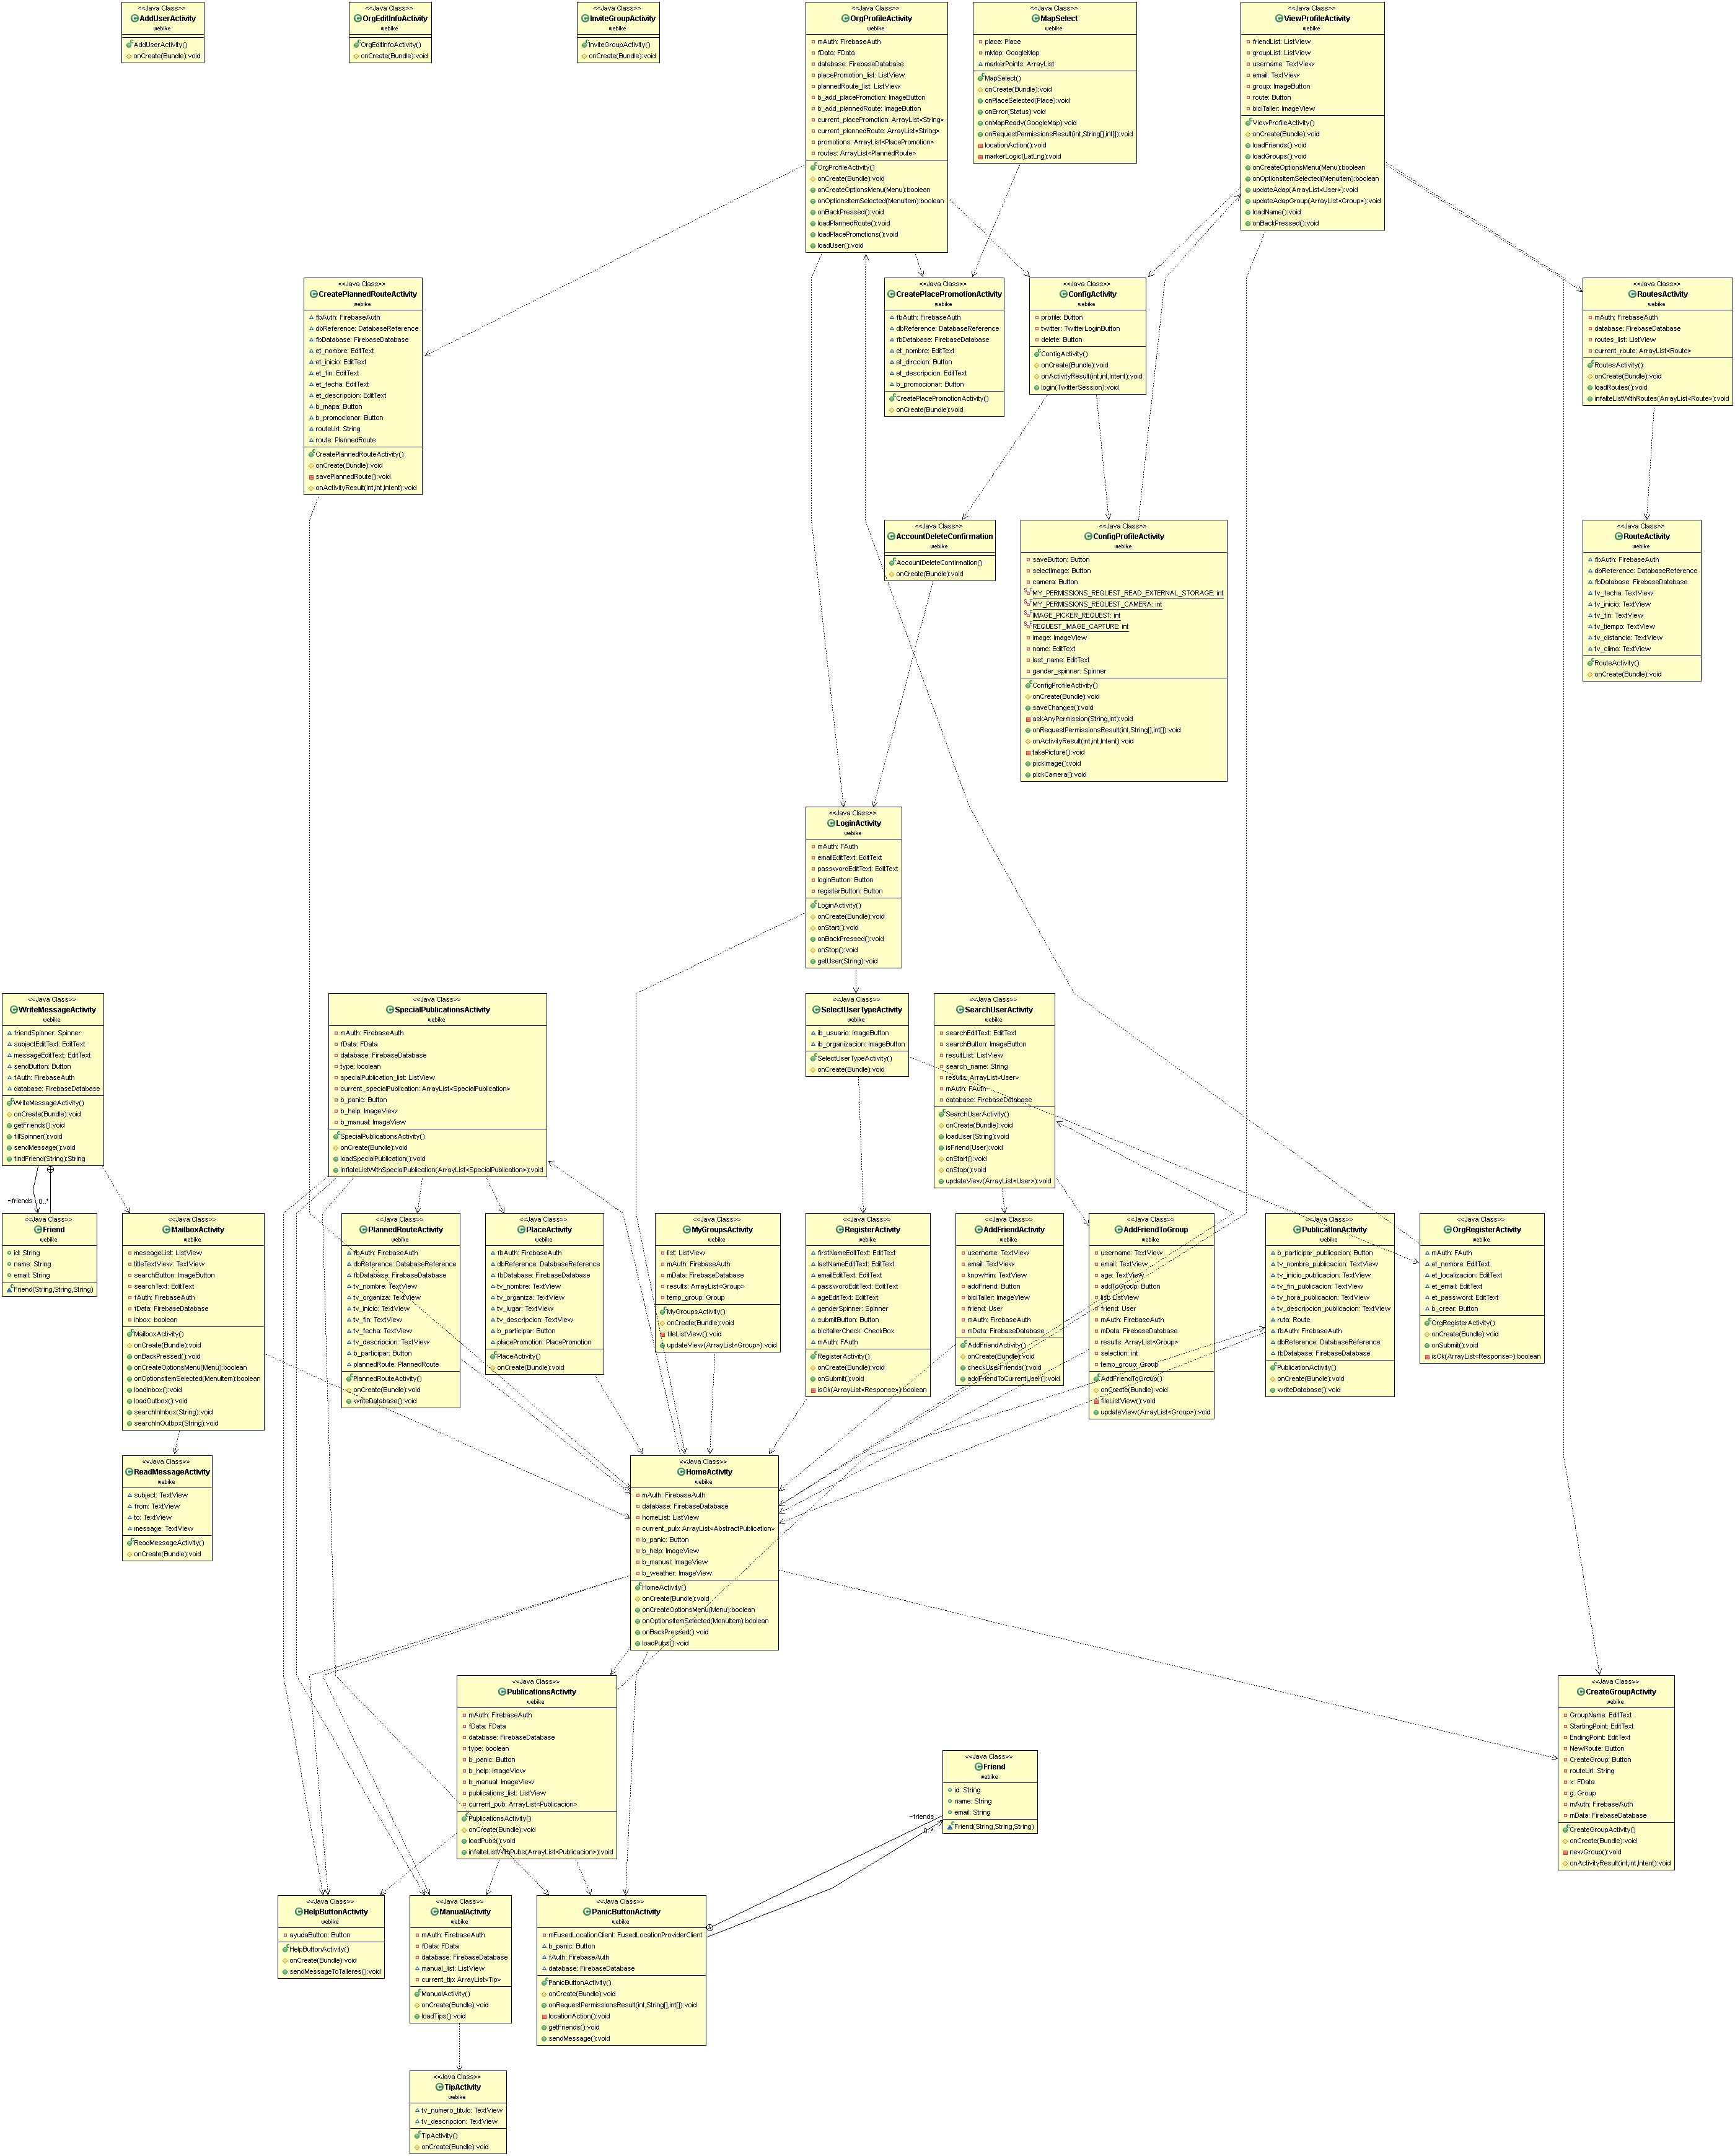 <<Java Class>>
AddUserActivity
webike
AddUserActivity()
onCreate(Bundle):void
<<Java Class>>
OrgEditInfoActivity
webike
OrgEditInfoActivity()
onCreate(Bundle):void
<<Java Class>>
InviteGroupActivity
webike
InviteGroupActivity()
onCreate(Bundle):void
<<Java Class>>
OrgProfileActivity
webike
mAuth: FirebaseAuth
fData: FData
database: FirebaseDatabase
placePromotion_list: ListView
plannedRoute_list: ListView
b_add_placePromotion: ImageButton
b_add_plannedRoute: ImageButton
current_placePromotion: ArrayList<String>
current_plannedRoute: ArrayList<String>
promotions: ArrayList<PlacePromotion>
routes: ArrayList<PlannedRoute>
OrgProfileActivity()
onCreate(Bundle):void
onCreateOptionsMenu(Menu):boolean
onOptionsItemSelected(MenuItem):boolean
onBackPressed():void
loadPlannedRoute():void
loadPlacePromotions():void
loadUser():void
<<Java Class>>
MapSelect
webike
place: Place
mMap: GoogleMap
markerPoints: ArrayList
MapSelect()
onCreate(Bundle):void
onPlaceSelected(Place):void
onError(Status):void
onMapReady(GoogleMap):void
onRequestPermissionsResult(int,String[],int[]):void
locationAction():void
markerLogic(LatLng):void
<<Java Class>>
ViewProfileActivity
webike
friendList: ListView
groupList: ListView
username: TextView
email: TextView
group: ImageButton
route: Button
biciTaller: ImageView
ViewProfileActivity()
onCreate(Bundle):void
loadFriends():void
loadGroups():void
onCreateOptionsMenu(Menu):boolean
onOptionsItemSelected(MenuItem):boolean
updateAdap(ArrayList<User>):void
updateAdapGroup(ArrayList<Group>):void
loadName():void
onBackPressed():void
<<Java Class>>
CreatePlannedRouteActivity
webike
fbAuth: FirebaseAuth
dbReference: DatabaseReference
fbDatabase: FirebaseDatabase
et_nombre: EditText
et_inicio: EditText
et_fin: EditText
et_fecha: EditText
et_descripcion: EditText
b_mapa: Button
b_promocionar: Button
routeUrl: String
route: PlannedRoute
CreatePlannedRouteActivity()
onCreate(Bundle):void
savePlannedRoute():void
onActivityResult(int,int,Intent):void
<<Java Class>>
CreatePlacePromotionActivity
webike
fbAuth: FirebaseAuth
dbReference: DatabaseReference
fbDatabase: FirebaseDatabase
et_nombre: EditText
et_dirccion: Button
et_descripcion: EditText
b_promocionar: Button
CreatePlacePromotionActivity()
onCreate(Bundle):void
<<Java Class>>
ConfigActivity
webike
profile: Button
twitter: TwitterLoginButton
delete: Button
ConfigActivity()
onCreate(Bundle):void
onActivityResult(int,int,Intent):void
login(TwitterSession):void
<<Java Class>>
RoutesActivity
webike
mAuth: FirebaseAuth
database: FirebaseDatabase
routes_list: ListView
current_route: ArrayList<Route>
RoutesActivity()
onCreate(Bundle):void
loadRoutes():void
infalteListWithRoutes(ArrayList<Route>):void
<<Java Class>>
AccountDeleteConfirmation
webike
AccountDeleteConfirmation()
onCreate(Bundle):void
<<Java Class>>
ConfigProfileActivity
webike
saveButton: Button
selectImage: Button
camera: Button
MY_PERMISSIONS_REQUEST_READ_EXTERNAL_STORAGE: int
MY_PERMISSIONS_REQUEST_CAMERA: int
IMAGE_PICKER_REQUEST: int
REQUEST_IMAGE_CAPTURE: int
image: ImageView
name: EditText
last_name: EditText
gender_spinner: Spinner
ConfigProfileActivity()
onCreate(Bundle):void
saveChanges():void
askAnyPermission(String,int):void
onRequestPermissionsResult(int,String[],int[]):void
onActivityResult(int,int,Intent):void
takePicture():void
pickImage():void
pickCamera():void
<<Java Class>>
RouteActivity
webike
fbAuth: FirebaseAuth
dbReference: DatabaseReference
fbDatabase: FirebaseDatabase
tv_fecha: TextView
tv_inicio: TextView
tv_fin: TextView
tv_tiempo: TextView
tv_distancia: TextView
tv_clima: TextView
RouteActivity()
onCreate(Bundle):void
<<Java Class>>
LoginActivity
webike
mAuth: FAuth
emailEditText: EditText
passwordEditText: EditText
loginButton: Button
registerButton: Button
LoginActivity()
onCreate(Bundle):void
onStart():void
onBackPressed():void
onStop():void
getUser(String):void
<<Java Class>>
WriteMessageActivity
webike
friendSpinner: Spinner
subjectEditText: EditText
messageEditText: EditText
sendButton: Button
fAuth: FirebaseAuth
database: FirebaseDatabase
WriteMessageActivity()
onCreate(Bundle):void
getFriends():void
fillSpinner():void
sendMessage():void
findFriend(String):String
~friends
0..*
<<Java Class>>
SpecialPublicationsActivity
webike
mAuth: FirebaseAuth
fData: FData
database: FirebaseDatabase
type: boolean
specialPublication_list: ListView
current_specialPublication: ArrayList<SpecialPublication>
b_panic: Button
b_help: ImageView
b_manual: ImageView
SpecialPublicationsActivity()
onCreate(Bundle):void
loadSpecialPublication():void
inflateListWithSpecialPublication(ArrayList<SpecialPublication>):void
<<Java Class>>
SelectUserTypeActivity
webike
ib_usuario: ImageButton
ib_organizacion: ImageButton
SelectUserTypeActivity()
onCreate(Bundle):void
<<Java Class>>
SearchUserActivity
webike
searchEditText: EditText
searchButton: ImageButton
resultList: ListView
search_name: String
results: ArrayList<User>
mAuth: FAuth
database: FirebaseDatabase
SearchUserActivity()
onCreate(Bundle):void
loadUser(String):void
isFriend(User):void
onStart():void
onStop():void
updateView(ArrayList<User>):void
<<Java Class>>
Friend
webike
id: String
name: String
email: String
Friend(String,String,String)
<<Java Class>>
MailboxActivity
webike
messageList: ListView
titleTextView: TextView
searchButton: ImageButton
searchText: EditText
fAuth: FirebaseAuth
fData: FirebaseDatabase
inbox: boolean
MailboxActivity()
onCreate(Bundle):void
onBackPressed():void
onCreateOptionsMenu(Menu):boolean
onOptionsItemSelected(MenuItem):boolean
loadInbox():void
loadOutbox():void
searchInInbox(String):void
searchInOutbox(String):void
<<Java Class>>
PlannedRouteActivity
webike
fbAuth: FirebaseAuth
dbReference: DatabaseReference
fbDatabase: FirebaseDatabase
tv_nombre: TextView
tv_organiza: TextView
tv_inicio: TextView
tv_fin: TextView
tv_fecha: TextView
tv_descripcion: TextView
b_participar: Button
plannedRoute: PlannedRoute
PlannedRouteActivity()
onCreate(Bundle):void
writeDatabase():void
<<Java Class>>
PlaceActivity
webike
fbAuth: FirebaseAuth
dbReference: DatabaseReference
fbDatabase: FirebaseDatabase
tv_nombre: TextView
tv_organiza: TextView
tv_lugar: TextView
tv_descripcion: TextView
b_participar: Button
placePromotion: PlacePromotion
PlaceActivity()
onCreate(Bundle):void
<<Java Class>>
MyGroupsActivity
webike
list: ListView
mAuth: FirebaseAuth
mData: FirebaseDatabase
results: ArrayList<Group>
temp_group: Group
MyGroupsActivity()
onCreate(Bundle):void
fileListView():void
updateView(ArrayList<Group>):void
<<Java Class>>
RegisterActivity
webike
firstNameEditText: EditText
lastNameEditText: EditText
emailEditText: EditText
passwordEditText: EditText
ageEditText: EditText
genderSpinner: Spinner
submitButton: Button
bicitallerCheck: CheckBox
mAuth: FAuth
RegisterActivity()
onCreate(Bundle):void
onSubmit():void
isOk(ArrayList<Response>):boolean
<<Java Class>>
AddFriendActivity
webike
username: TextView
email: TextView
knowHim: TextView
addFriend: Button
biciTaller: ImageView
friend: User
mAuth: FirebaseAuth
mData: FirebaseDatabase
AddFriendActivity()
onCreate(Bundle):void
checkUserFriends():void
addFriendToCurrentUser():void
<<Java Class>>
AddFriendToGroup
webike
username: TextView
email: TextView
age: TextView
addToGroup: Button
list: ListView
friend: User
mAuth: FirebaseAuth
mData: FirebaseDatabase
results: ArrayList<Group>
selection: int
temp_group: Group
AddFriendToGroup()
onCreate(Bundle):void
fileListView():void
updateView(ArrayList<Group>):void
<<Java Class>>
PublicationActivity
webike
b_participar_publicacion: Button
tv_nombre_publicacion: TextView
tv_inicio_publicacion: TextView
tv_fin_publicacion: TextView
tv_hora_publicacion: TextView
tv_descripcion_publicacion: TextView
ruta: Route
fbAuth: FirebaseAuth
dbReference: DatabaseReference
fbDatabase: FirebaseDatabase
PublicationActivity()
onCreate(Bundle):void
writeDatabase():void
<<Java Class>>
OrgRegisterActivity
webike
mAuth: FAuth
et_nombre: EditText
et_localizacion: EditText
et_email: EditText
et_password: EditText
b_crear: Button
OrgRegisterActivity()
onCreate(Bundle):void
onSubmit():void
isOk(ArrayList<Response>):boolean
<<Java Class>>
ReadMessageActivity
webike
subject: TextView
from: TextView
to: TextView
message: TextView
ReadMessageActivity()
onCreate(Bundle):void
<<Java Class>>
HomeActivity
webike
mAuth: FirebaseAuth
database: FirebaseDatabase
homeList: ListView
current_pub: ArrayList<AbstractPublication>
b_panic: Button
b_help: ImageView
b_manual: ImageView
b_weather: ImageView
HomeActivity()
onCreate(Bundle):void
onCreateOptionsMenu(Menu):boolean
onOptionsItemSelected(MenuItem):boolean
onBackPressed():void
loadPubs():void
<<Java Class>>
PublicationsActivity
webike
mAuth: FirebaseAuth
fData: FData
database: FirebaseDatabase
type: boolean
b_panic: Button
b_help: ImageView
b_manual: ImageView
publications_list: ListView
current_pub: ArrayList<Publicacion>
PublicationsActivity()
onCreate(Bundle):void
loadPubs():void
infalteListWithPubs(ArrayList<Publicacion>):void
<<Java Class>>
CreateGroupActivity
webike
GroupName: EditText
StartingPoint: EditText
EndingPoint: EditText
NewRoute: Button
CreateGroup: Button
routeUrl: String
x: FData
g: Group
mAuth: FirebaseAuth
mData: FirebaseDatabase
CreateGroupActivity()
onCreate(Bundle):void
newGroup():void
onActivityResult(int,int,Intent):void
<<Java Class>>
Friend
webike
id: String
name: String
email: String
Friend(String,String,String)
~friends
0..*
<<Java Class>>
HelpButtonActivity
webike
ayudaButton: Button
HelpButtonActivity()
onCreate(Bundle):void
sendMessageToTalleres():void
<<Java Class>>
ManualActivity
webike
mAuth: FirebaseAuth
fData: FData
database: FirebaseDatabase
manual_list: ListView
current_tip: ArrayList<Tip>
ManualActivity()
onCreate(Bundle):void
loadTips():void
<<Java Class>>
PanicButtonActivity
webike
mFusedLocationClient: FusedLocationProviderClient
b_panic: Button
fAuth: FirebaseAuth
database: FirebaseDatabase
PanicButtonActivity()
onCreate(Bundle):void
onRequestPermissionsResult(int,String[],int[]):void
locationAction():void
getFriends():void
sendMessage():void
<<Java Class>>
TipActivity
webike
tv_numero_titulo: TextView
tv_descripcion: TextView
TipActivity()
onCreate(Bundle):void